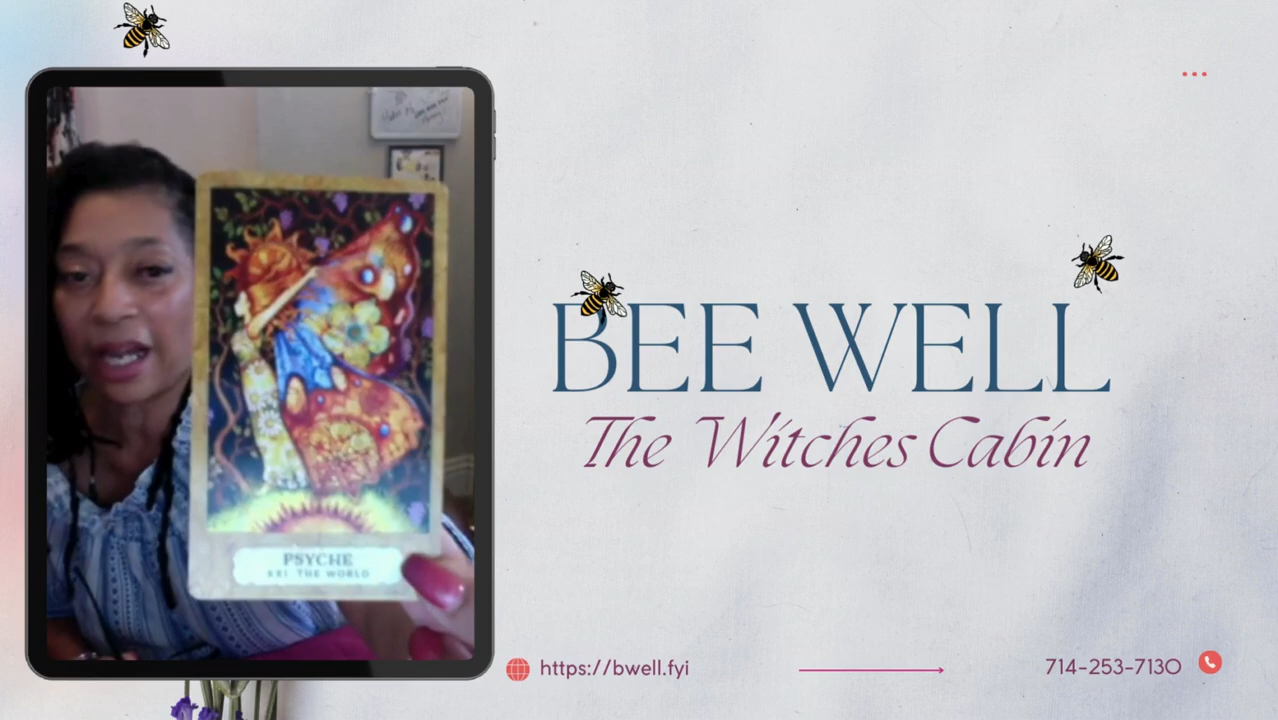 PSYCHE
XXI THE WORLD
BEE WELL
The Witches Cabin
https://bwell.fyi
714-253-7130